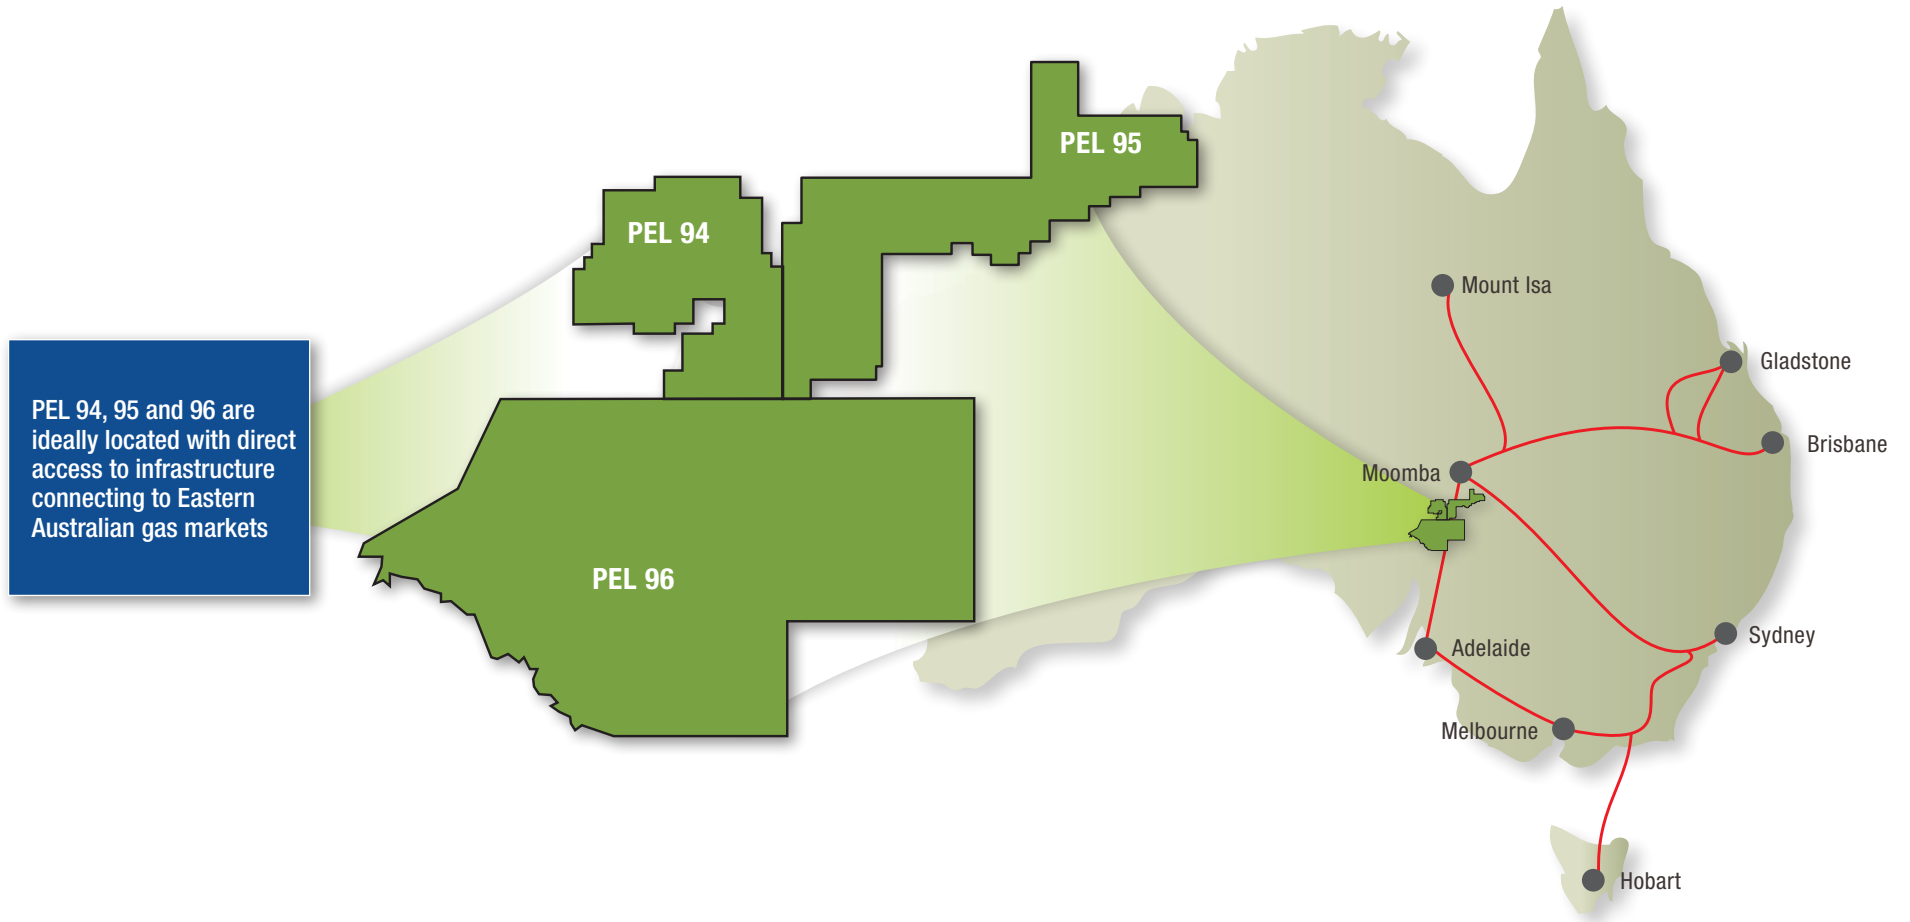 PEL 95
PEL 94
Mount Isa
Gladstone
PEL 94, 95 and 96 are
ideally located with direct
access to infrastructure
connecting to Eastern
Australian gas markets
Brisbane
Moomba
PEL 96
Sydney
Adelaide
Melbourne
Hobart